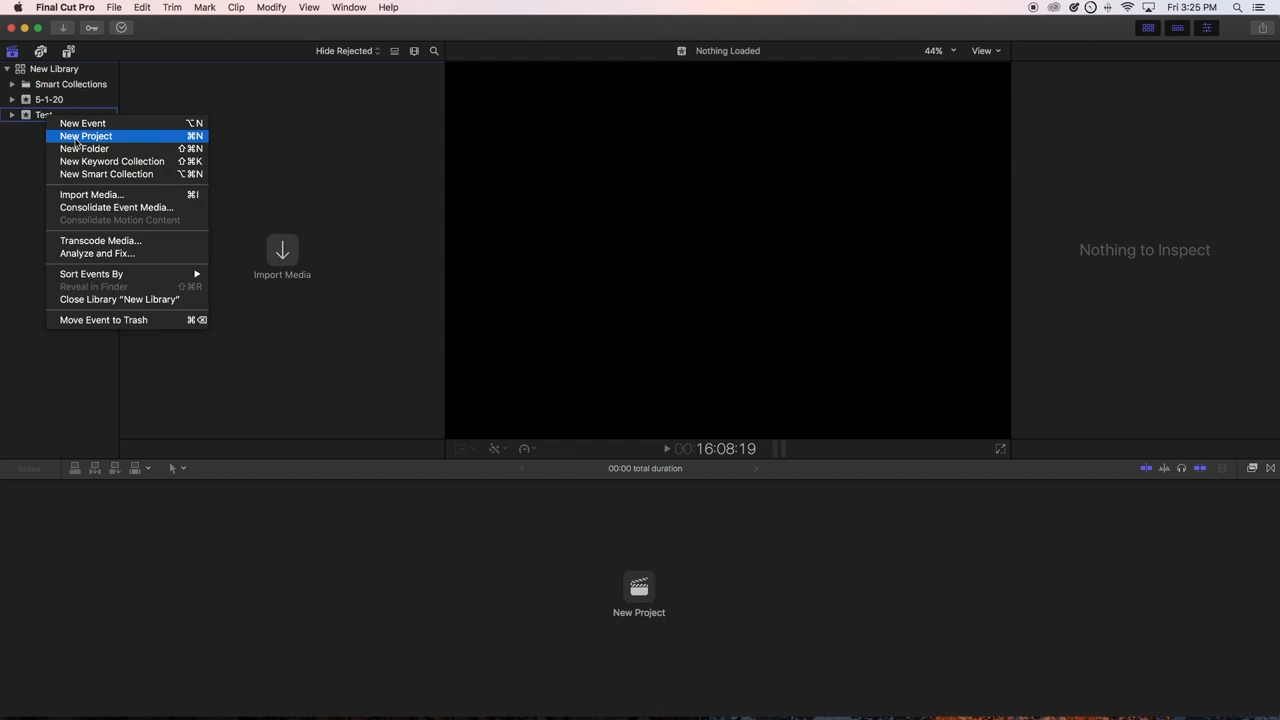 Final Cut Pro File Edit Trim Mark Clip Modify View Window Help Fri 3:25 PM
Hide Rejected Nothing Loaded 44% View
New Library
Smart Collections
5-1-20
New Event ⌥N
New Project ⌘N
New Folder ⇧⌘N
New Keyword Collection ⇧⌘K
New Smart Collection ⌥⌘N
Import Media... ⌘I
Consolidate Event Media...
Consolidate Motion Content
Transcode Media...
Analyze and Fix...
Sort Events By
Reveal in Finder ⇧⌘R
Close Library "New Library"
Move Event to Trash ⌘⌫
Import Media
Nothing to Inspect
00:16:08:19
Index 00:00 total duration
New Project